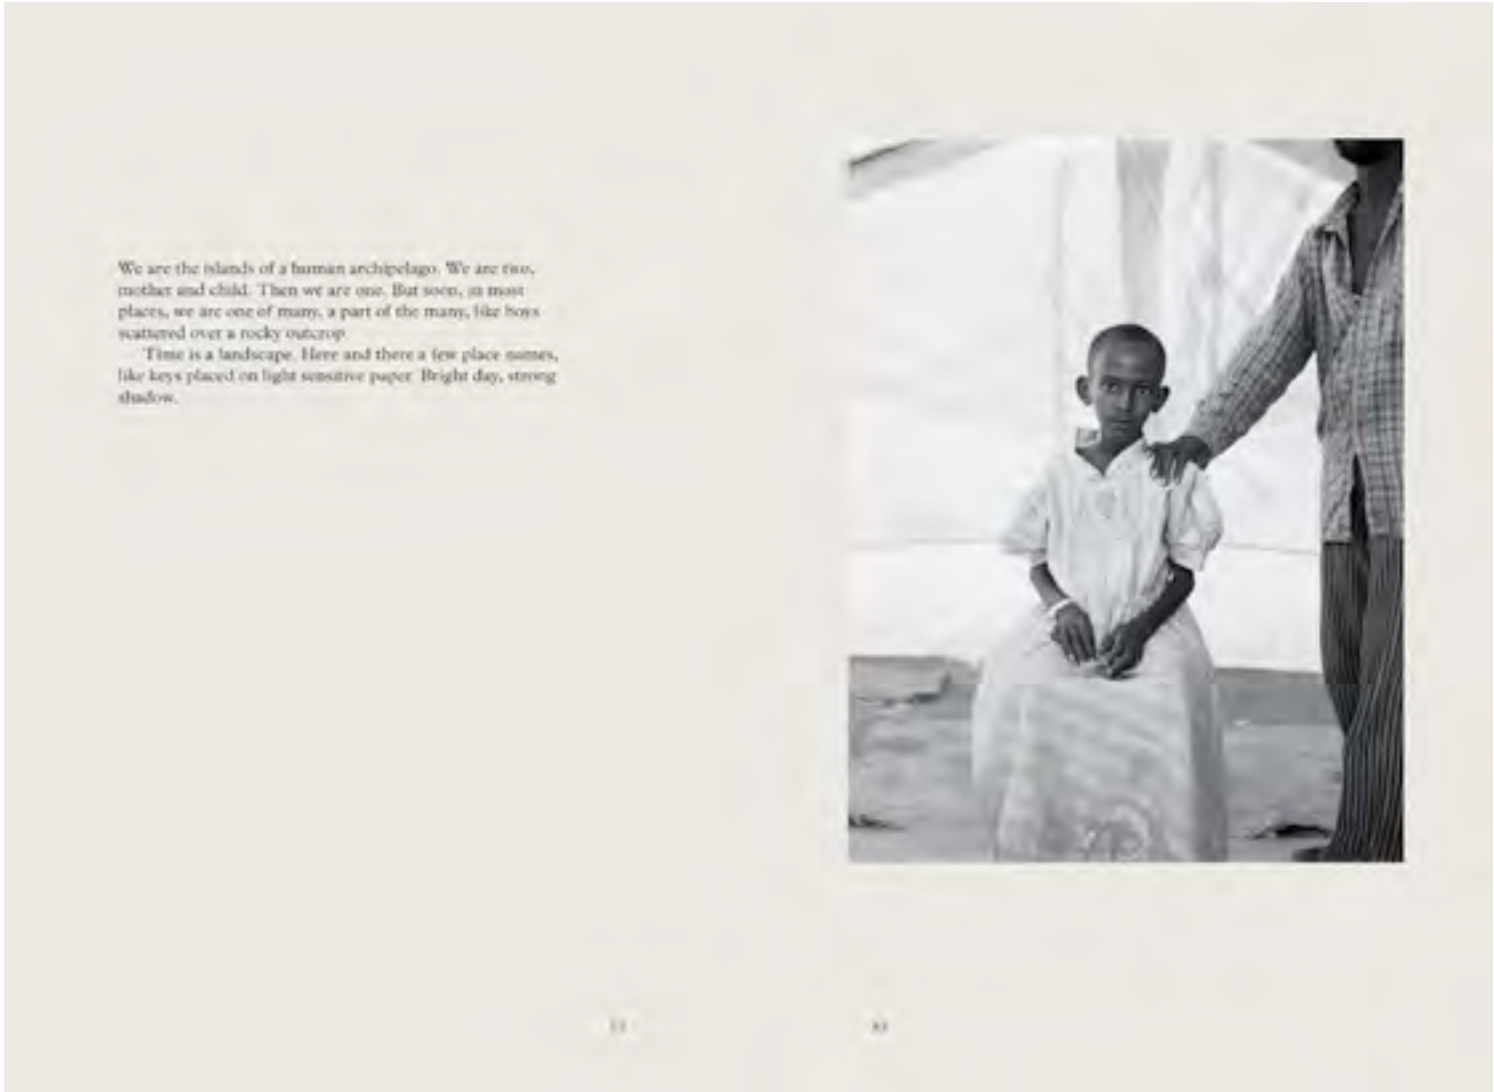 We are the islands of a human archipelago. We are two,
mother and child. Then we are one. But soon, in most
places, we are one of many, a part of the many, like boys
scattered over a rocky outcrop.
Time is a landscape. Here and there a few place names,
like keys placed on light sensitive paper. Bright day, strong
shadow.